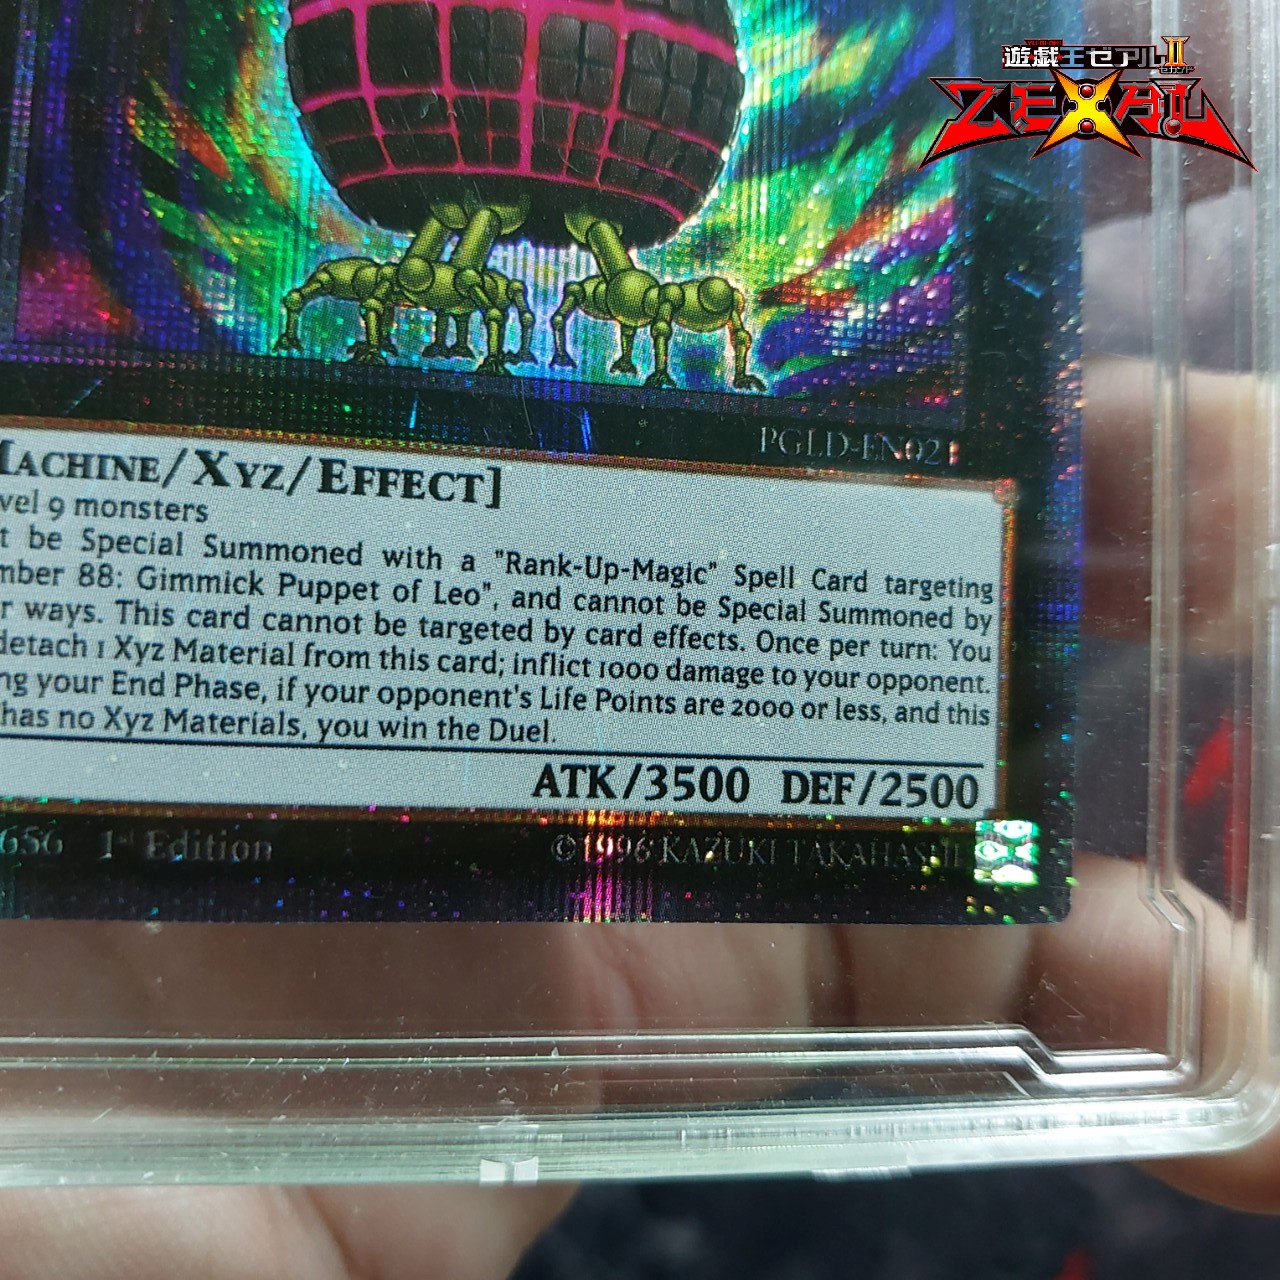 遊戯王ゼアルII
セカンド
ZEXAL
PGLD-EN021
MACHINE/XYZ/EFFECT]
vel 9 monsters
t be Special Summoned with a "Rank-Up-Magic" Spell Card targeting
mber 88: Gimmick Puppet of Leo", and cannot be Special Summoned by
r ways. This card cannot be targeted by card effects. Once per turn: You
detach 1 Xyz Material from this card; inflict 1000 damage to your opponent.
ng your End Phase, if your opponent's Life Points are 2000 or less, and this
has no Xyz Materials, you win the Duel.
ATK/3500 DEF/2500
656 1st Edition ©1996 KAZUKI TAKAHASHI